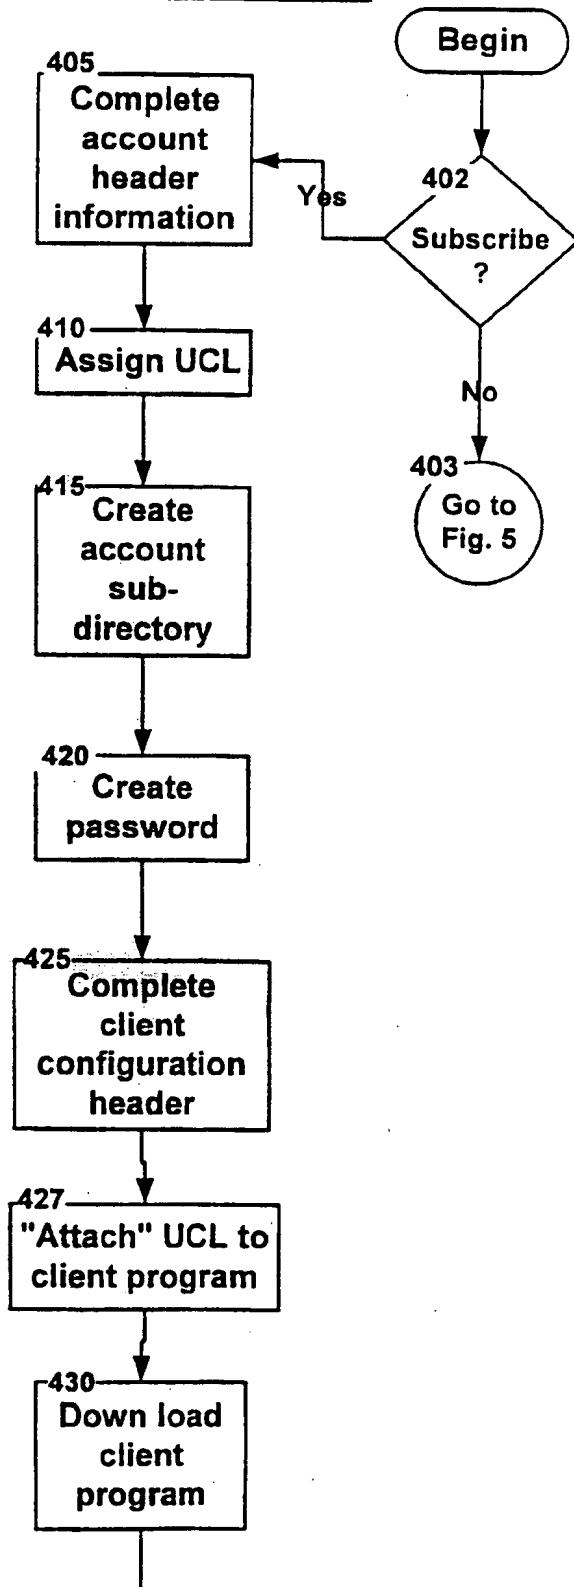 Begin
402
Subscribe
?
Yes
No
403
Go to
Fig. 5
405
Complete
account
header
information
410
Assign UCL
415
Create
account
sub-
directory
420
Create
password
425
Complete
client
configuration
header
427
"Attach" UCL to
client program
430
Down load
client
program